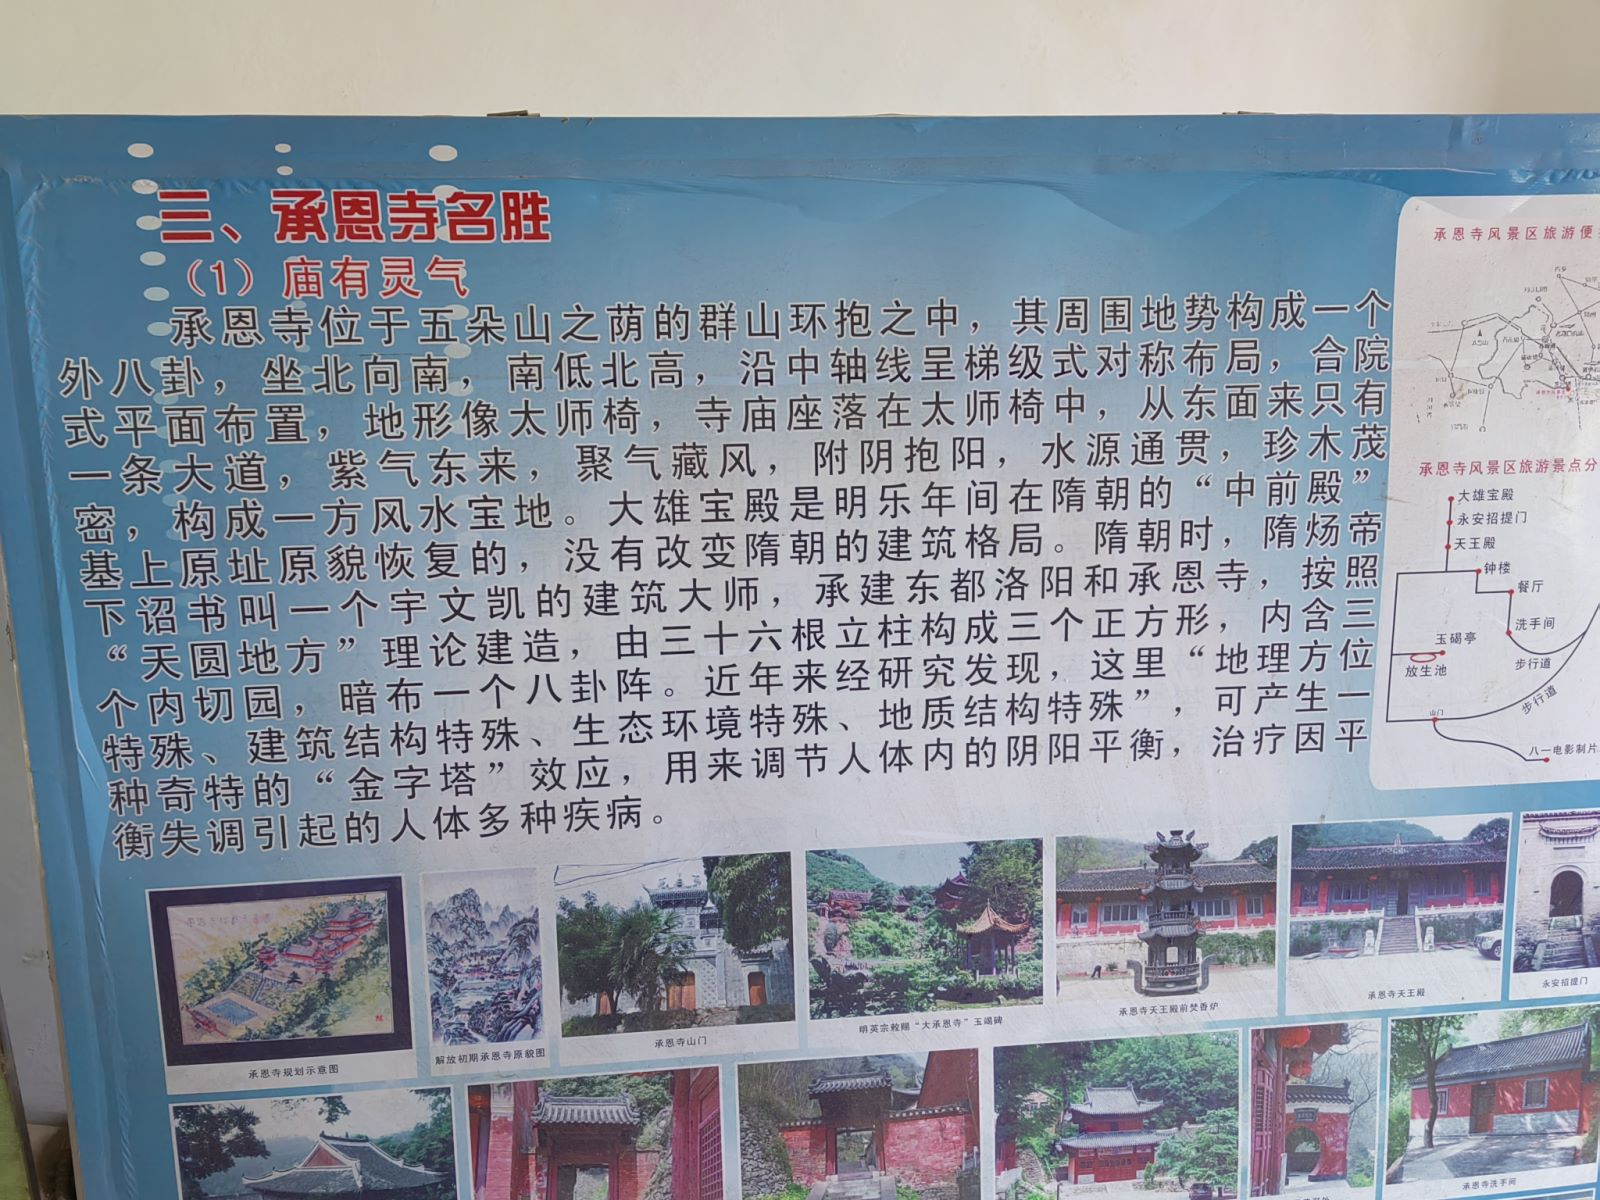 三、承恩寺名胜
（1）庙有灵气
承恩寺位于五朵山之荫的群山环抱之中，其周围地势构成一个
外八卦，坐北向南，南低北高，沿中轴线呈梯级式对称布局，合院
式平面布置，地形像太师椅，寺庙座落在太师椅中，从东面来只有
一条大道，紫气东来，聚气藏风，附阴抱阳，水源通贯，珍木茂
密，构成一方风水宝地。大雄宝殿是明乐年间在隋朝的“中前殿”
基上原址原貌恢复的，没有改变隋朝的建筑格局。隋朝时，隋炀帝
下诏书叫一个宇文凯的建筑大师，承建东都洛阳和承恩寺，按照
“天圆地方”理论建造，由三十六根立柱构成三个正方形，内含三
个内切园，暗布一个八卦阵。近年来经研究发现，这里“地理方位
特殊、建筑结构特殊、生态环境特殊、地质结构特殊”，可产生一
种奇特的“金字塔”效应，用来调节人体内的阴阳平衡，治疗因平
衡失调引起的人体多种疾病。
承恩寺风景区旅游便
承恩寺风景区旅游景点分
大雄宝殿
永安招提门
天王殿
钟楼
餐厅
洗手间
玉碣亭
放生池
步行道
步行道
山门
八一电影制片
承恩寺规划示意图
解放初期承恩寺原貌图
承恩寺山门
明英宗敕赐“大承恩寺”玉碣碑
承恩寺天王殿前焚香炉
承恩寺天王殿
永安招提门
承恩寺洗手间